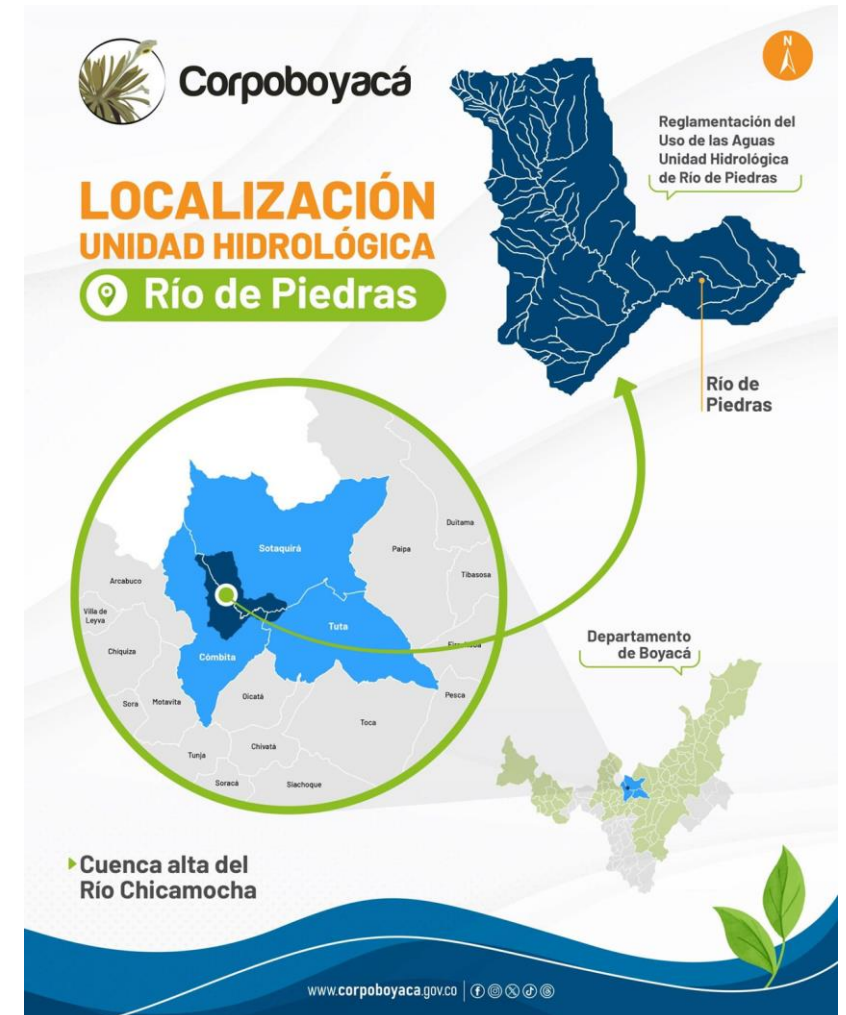 Corpoboyacá
N
Reglamentación del
Uso de las Aguas
Unidad Hidrológica
de Río de Piedras
LOCALIZACIÓN
UNIDAD HIDROLÓGICA
Río de Piedras
Río de
Piedras
Duitama
Sotaquirá
Paipa
Tibasosa
Arcabuco
Villa de
Leyva
Tuta
Chiquiza
Cómbita
Departamento
de Boyacá
Pesca
Oicatá
Sora
Motavita
Toca
Chivatá
Tunja
Soracá
Siachoque
Cuenca alta del
Río Chicamocha
www.corpoboyaca.gov.co